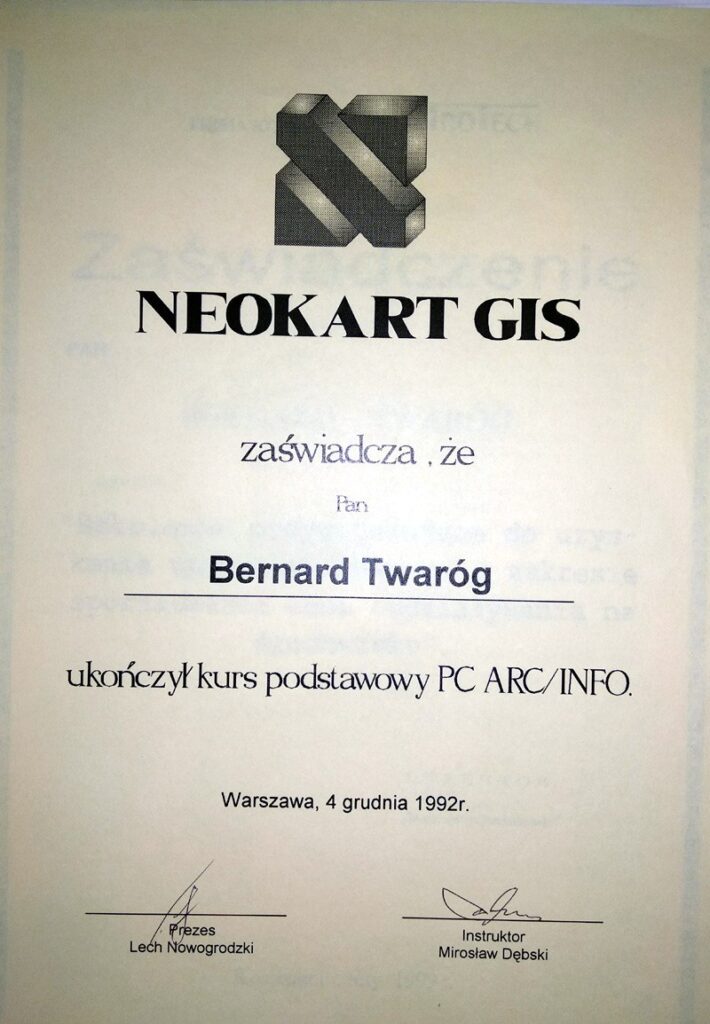 NEOKART GIS
zaświadcza , że
Pan
Bernard Twaróg
ukończył kurs podstawowy PC ARC/INFO.
Warszawa, 4 grudnia 1992r.
Prezes
Lech Nowogrodzki
Instruktor
Mirosław Dębski
Zaświadczenie